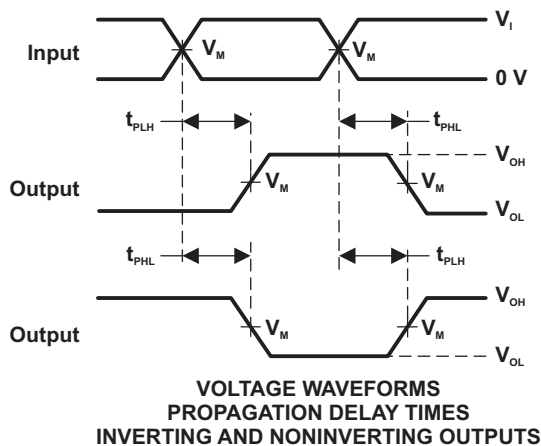 V_I
Input
V_M
V_M
0 V
t_PLH
t_PHL
V_OH
Output
V_M
V_M
V_OL
t_PHL
t_PLH
V_OH
Output
V_M
V_M
V_OL
VOLTAGE WAVEFORMS
PROPAGATION DELAY TIMES
INVERTING AND NONINVERTING OUTPUTS